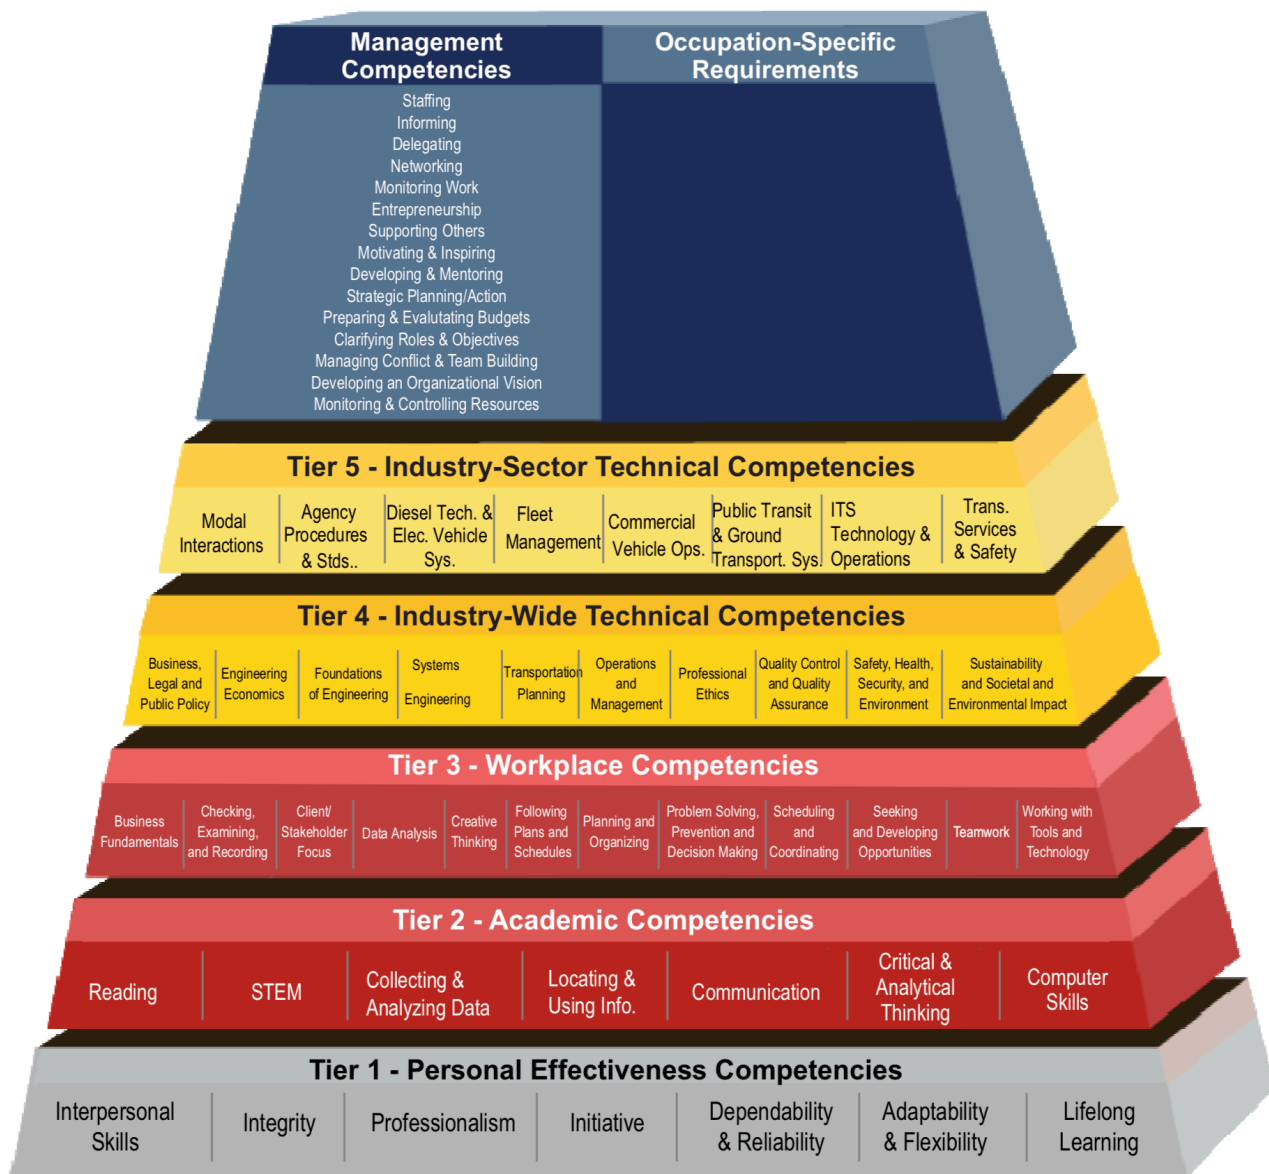 Management
Competencies
Occupation-Specific
Requirements
Staffing
Informing
Delegating
Networking
Monitoring Work
Entrepreneurship
Supporting Others
Motivating & Inspiring
Developing & Mentoring
Strategic Planning/Action
Preparing & Evalutating Budgets
Clarifying Roles & Objectives
Managing Conflict & Team Building
Developing an Organizational Vision
Monitoring & Controlling Resources
Tier 5 - Industry-Sector Technical Competencies
Modal
Interactions
Agency
Procedures
& Stds..
Diesel Tech. &
Elec. Vehicle
Sys.
Fleet
Management
Commercial
Vehicle Ops.
Public Transit
& Ground
Transport. Sys.
ITS
Technology &
Operations
Trans.
Services
& Safety
Tier 4 - Industry-Wide Technical Competencies
Business,
Legal and
Public Policy
Engineering
Economics
Foundations
of Engineering
Systems
Engineering
Transportation
Planning
Operations
and
Management
Professional
Ethics
Quality Control
and Quality
Assurance
Safety, Health,
Security, and
Environment
Sustainability
and Societal and
Environmental Impact
Tier 3 - Workplace Competencies
Business
Fundamentals
Checking,
Examining,
and Recording
Client/
Stakeholder
Focus
Data Analysis
Creative
Thinking
Following
Plans and
Schedules
Planning and
Organizing
Problem Solving,
Prevention and
Decision Making
Scheduling
and
Coordinating
Seeking
and Developing
Opportunities
Teamwork
Working with
Tools and
Technology
Tier 2 - Academic Competencies
Reading
STEM
Collecting &
Analyzing Data
Locating &
Using Info.
Communication
Critical &
Analytical
Thinking
Computer
Skills
Tier 1 - Personal Effectiveness Competencies
Interpersonal
Skills
Integrity
Professionalism
Initiative
Dependability
& Reliability
Adaptability
& Flexibility
Lifelong
Learning